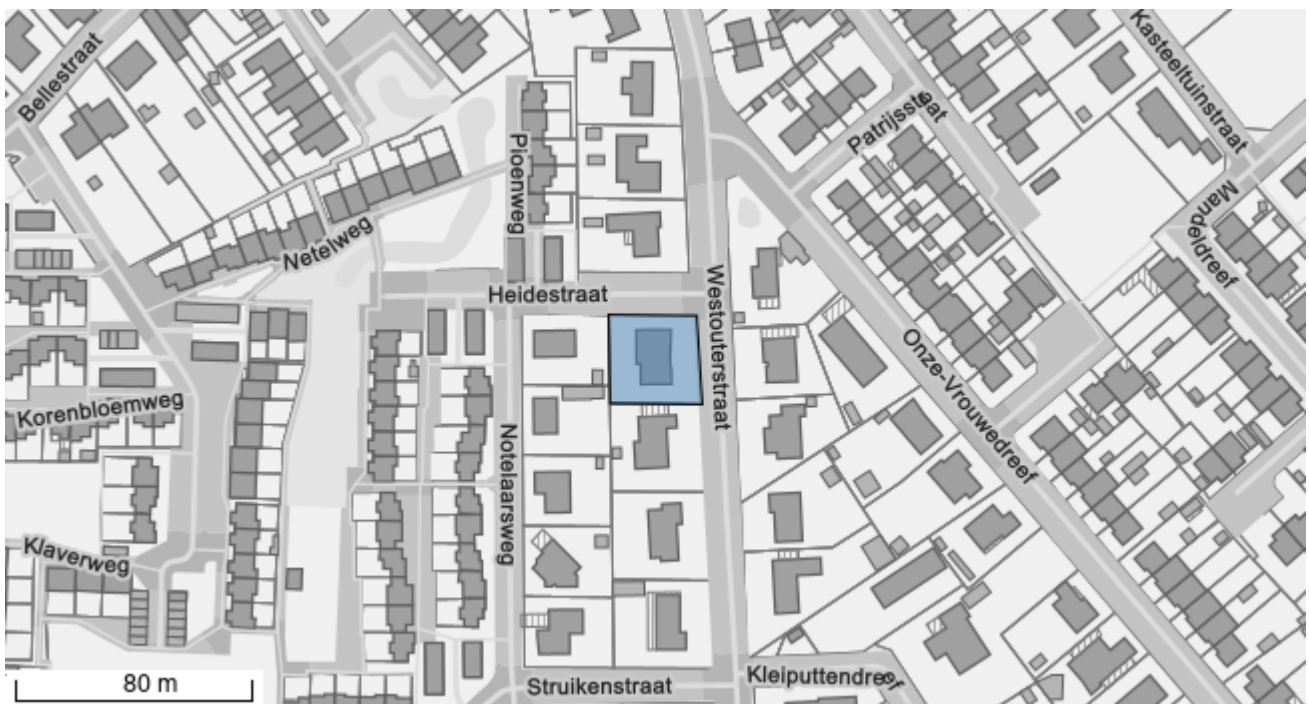 Bellestraat
Kasteeltuinstraat
Patrijsstraat
Pioenweg
Mandeldreef
Netelweg
Heidestraat
Westouterstraat
Onze-Vrouwedreef
Korenbloemweg
Notelaarsweg
Klaverweg
80 m
Struikenstraat
Kleiputtendreef